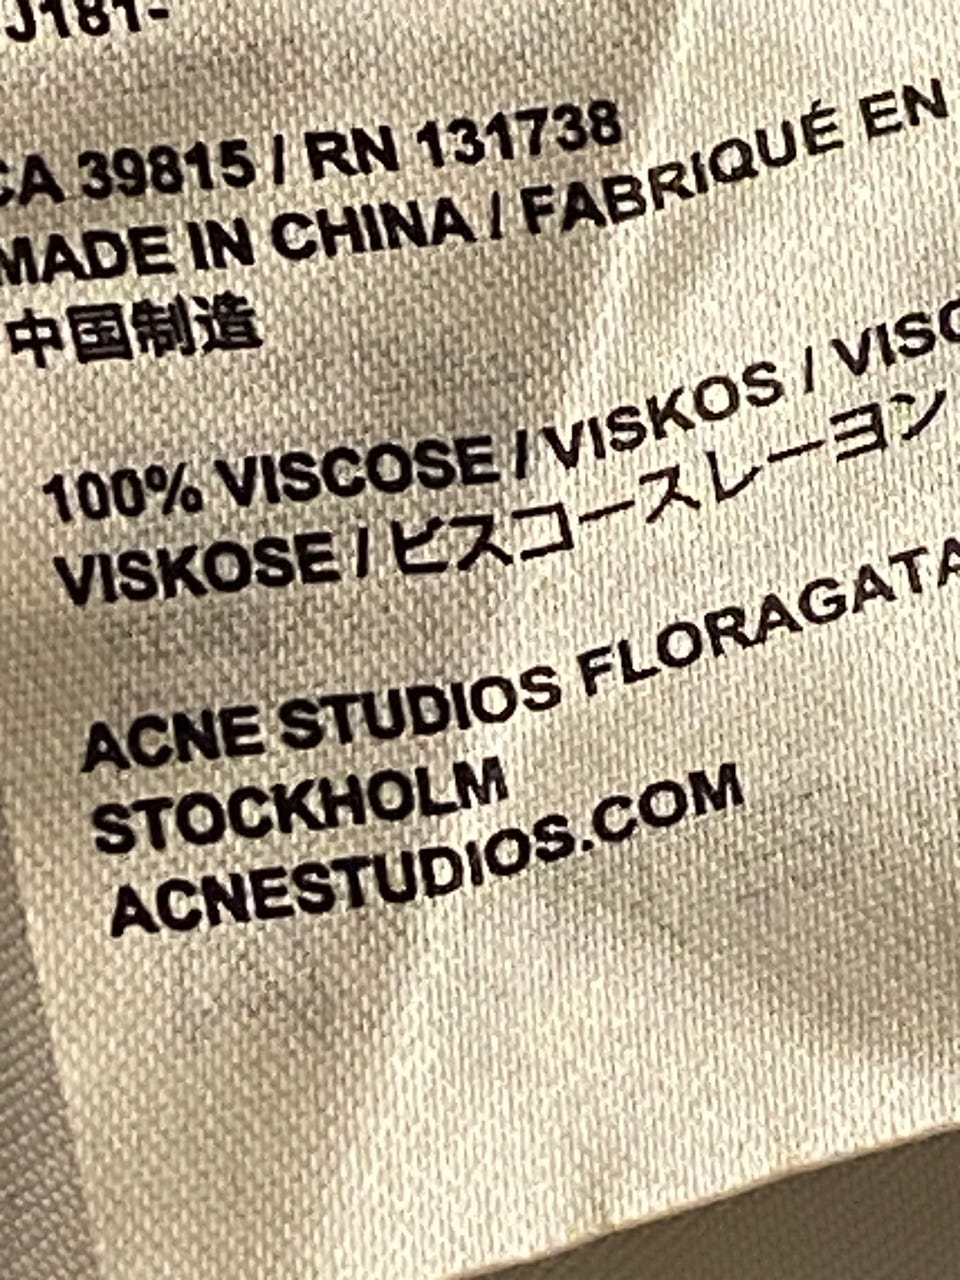 J181-
CA 39815 / RN 131738
MADE IN CHINA / FABRIQUÉ EN
中国制造
100% VISCOSE / VISKOS / VISC
VISKOSE / ビスコースレーヨン
ACNE STUDIOS FLORAGATA
STOCKHOLM
ACNESTUDIOS.COM